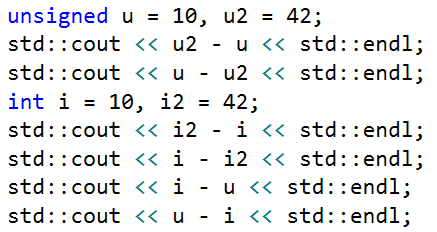 unsigned u = 10, u2 = 42;
std::cout << u2 - u << std::endl;
std::cout << u - u2 << std::endl;
int i = 10, i2 = 42;
std::cout << i2 - i << std::endl;
std::cout << i - i2 << std::endl;
std::cout << i - u << std::endl;
std::cout << u - i << std::endl;